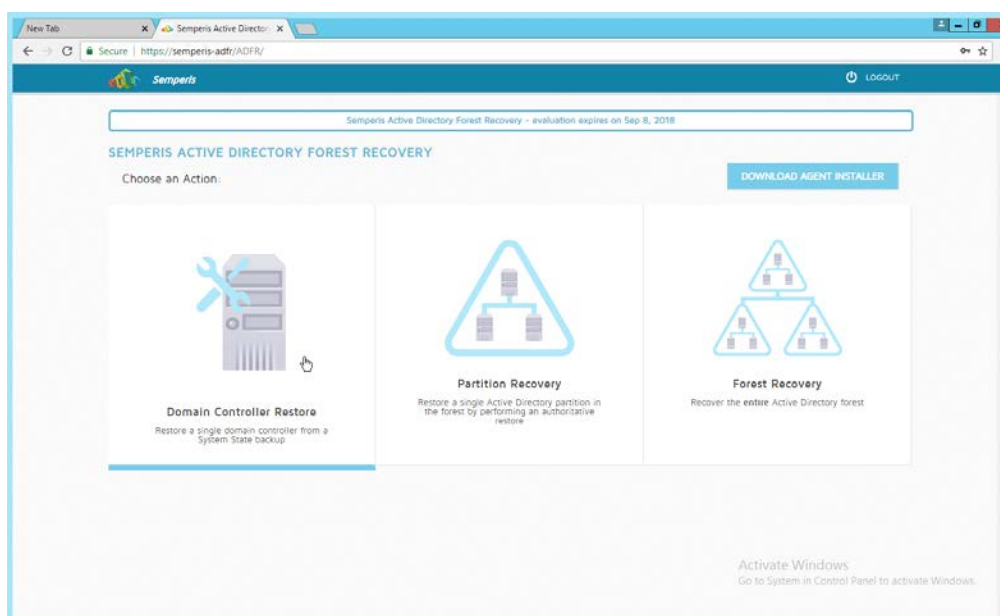 New Tab
Semperis Active Director
Secure | https://semperis-adfr/ADFR/
Semperis
LOGOUT
Semperis Active Directory Forest Recovery - evaluation expires on Sep 8, 2018
SEMPERIS ACTIVE DIRECTORY FOREST RECOVERY
Choose an Action:
DOWNLOAD AGENT INSTALLER
Domain Controller Restore
Restore a single domain controller from a
System State backup
Partition Recovery
Restore a single Active Directory partition in
the forest by performing an authoritative
restore
Forest Recovery
Recover the entire Active Directory forest
Activate Windows
Go to System in Control Panel to activate Windows.